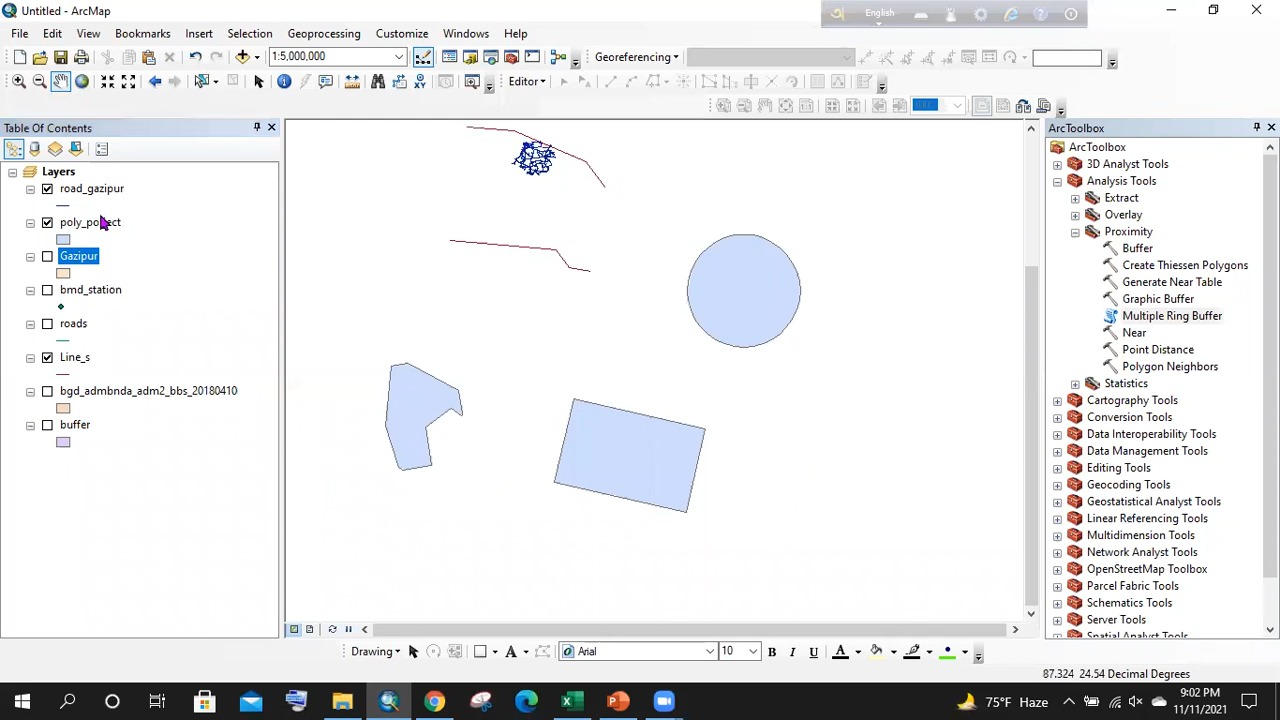 Untitled - ArcMap
English
File Edit View Bookmarks Insert Selection Geoprocessing Customize Windows Help
1:5,000,000
Georeferencing
Editor
Table Of Contents
ArcToolbox
Layers
road_gazipur
Gazipur
bmd_station
roads
Line_s
bgd_admbnda_adm2_bbs_20180410
buffer
ArcToolbox
3D Analyst Tools
Analysis Tools
Extract
Overlay
Proximity
Buffer
Create Thiessen Polygons
Generate Near Table
Graphic Buffer
Multiple Ring Buffer
Near
Point Distance
Polygon Neighbors
Statistics
Cartography Tools
Conversion Tools
Data Interoperability Tools
Data Management Tools
Editing Tools
Geocoding Tools
Geostatistical Analyst Tools
Linear Referencing Tools
Multidimension Tools
Network Analyst Tools
OpenStreetMap Toolbox
Parcel Fabric Tools
Schematics Tools
Server Tools
Spatial Analyst Tools
Drawing Arial 10 B I U A
87.324 24.54 Decimal Degrees
75°F Haze
9:02 PM
11/11/2021